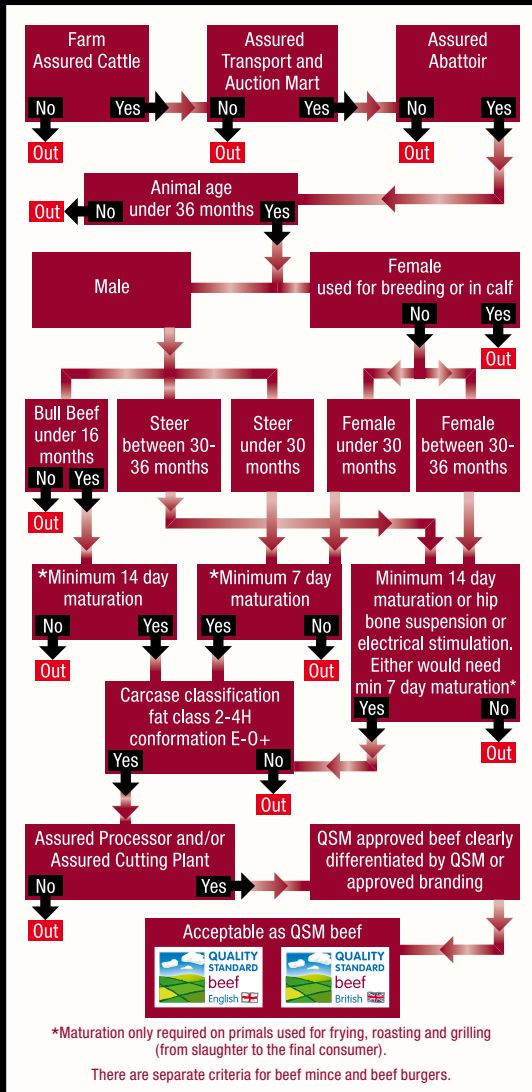 Farm
Assured Cattle
No
Yes
Out
Assured
Transport and
Auction Mart
No
Yes
Out
Assured
Abattoir
No
Yes
Out
Animal age
under 36 months
Out
No
Yes
Male
Female
used for breeding or in calf
No
Yes
Out
Bull Beef
under 16
months
No
Yes
Out
Steer
between 30-
36 months
Steer
under 30
months
Female
under 30
months
Female
between 30-
36 months
*Minimum 14 day
maturation
No
Yes
Out
*Minimum 7 day
maturation
Yes
No
Out
Minimum 14 day
maturation or hip
bone suspension or
electrical stimulation.
Either would need
min 7 day maturation*
Yes
No
Out
Carcase classification
fat class 2-4H
conformation E-O+
Yes
No
Out
Assured Processor and/or
Assured Cutting Plant
No
Yes
Out
QSM approved beef clearly
differentiated by QSM or
approved branding
Acceptable as QSM beef
QUALITY
STANDARD
beef
English
QUALITY
STANDARD
beef
British
*Maturation only required on primals used for frying, roasting and grilling
(from slaughter to the final consumer).
There are separate criteria for beef mince and beef burgers.